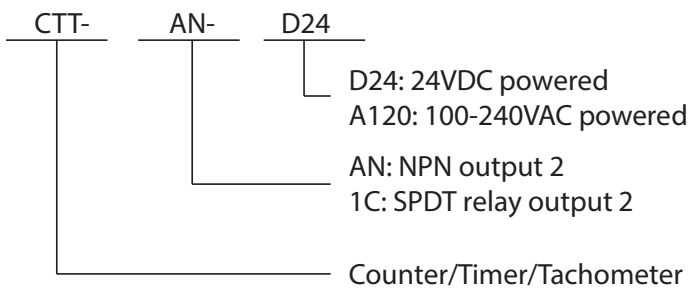 CTT- AN- D24
D24: 24VDC powered
A120: 100-240VAC powered
AN: NPN output 2
1C: SPDT relay output 2
Counter/Timer/Tachometer